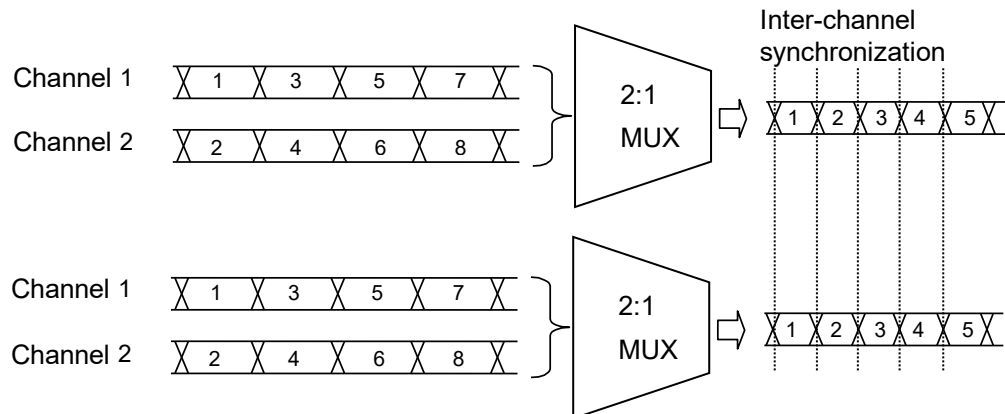 Inter-channel
synchronization
Channel 1
1 3 5 7
Channel 2
2 4 6 8
2:1
MUX
1 2 3 4 5
Channel 1
1 3 5 7
Channel 2
2 4 6 8
2:1
MUX
1 2 3 4 5